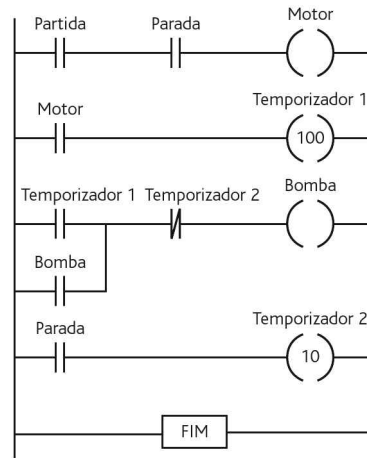 Partida Parada Motor
Motor Temporizador 1
100
Temporizador 1 Temporizador 2 Bomba
Bomba
Parada Temporizador 2
10
FIM